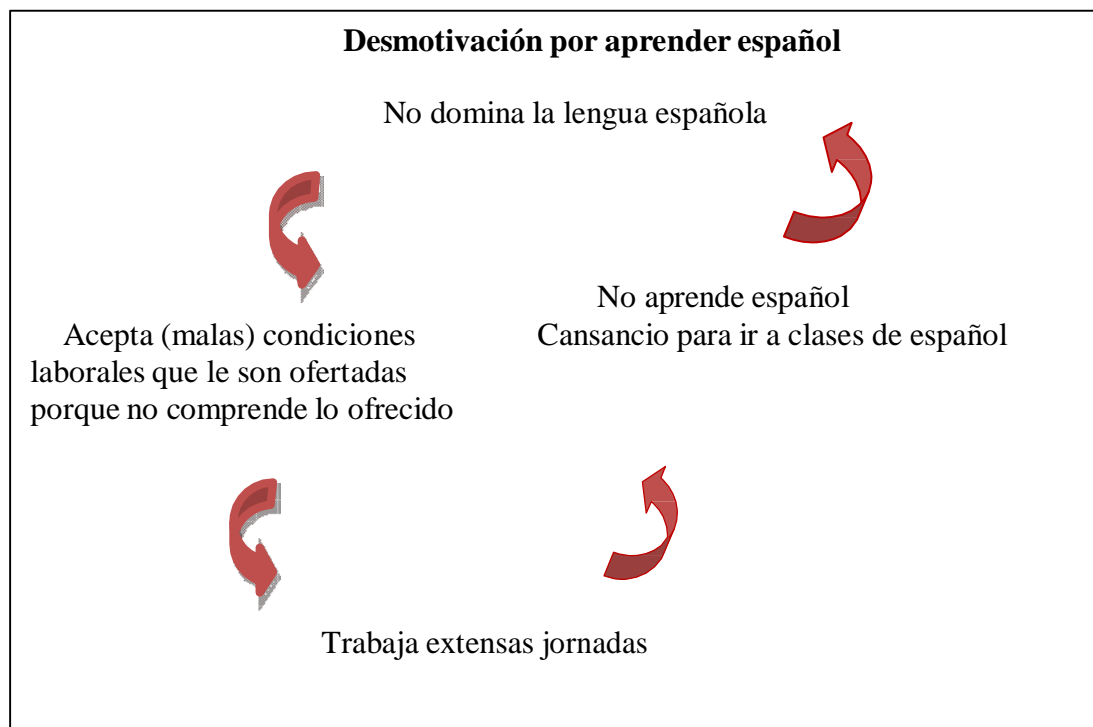 Desmotivación por aprender español
No domina la lengua española
No aprende español
Cansancio para ir a clases de español
Acepta (malas) condiciones
laborales que le son ofertadas
porque no comprende lo ofrecido
Trabaja extensas jornadas